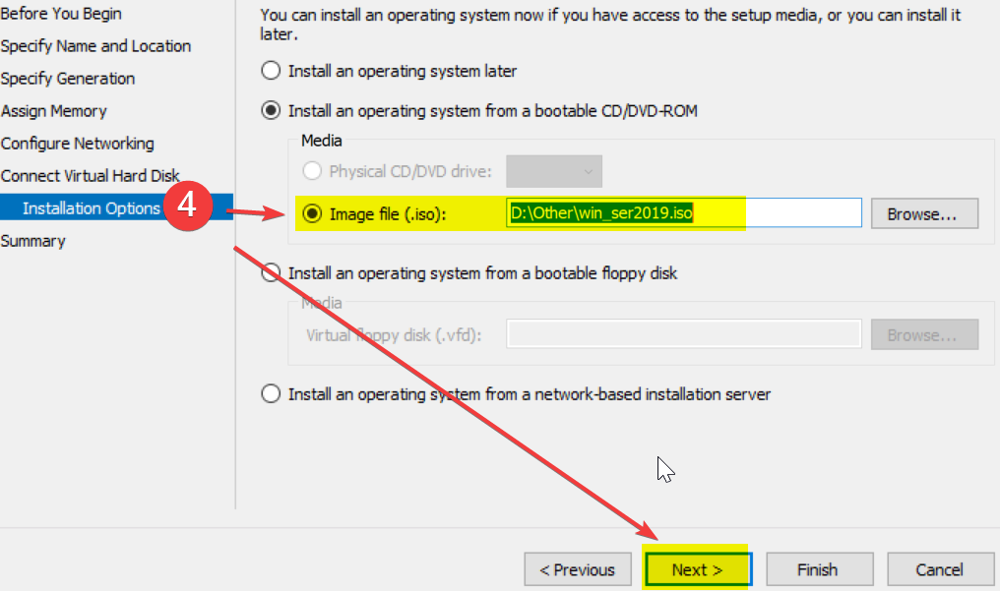 Before You Begin
Specify Name and Location
Specify Generation
Assign Memory
Configure Networking
Connect Virtual Hard Disk
Installation Options
4
Summary
You can install an operating system now if you have access to the setup media, or you can install it
later.
Install an operating system later
Install an operating system from a bootable CD/DVD-ROM
Media
Physical CD/DVD drive:
Image file (.iso):
D:\Other\win_ser2019.iso
Browse...
Install an operating system from a bootable floppy disk
Media
Virtual floppy disk (.vfd):
Browse...
Install an operating system from a network-based installation server
< Previous
Next >
Finish
Cancel